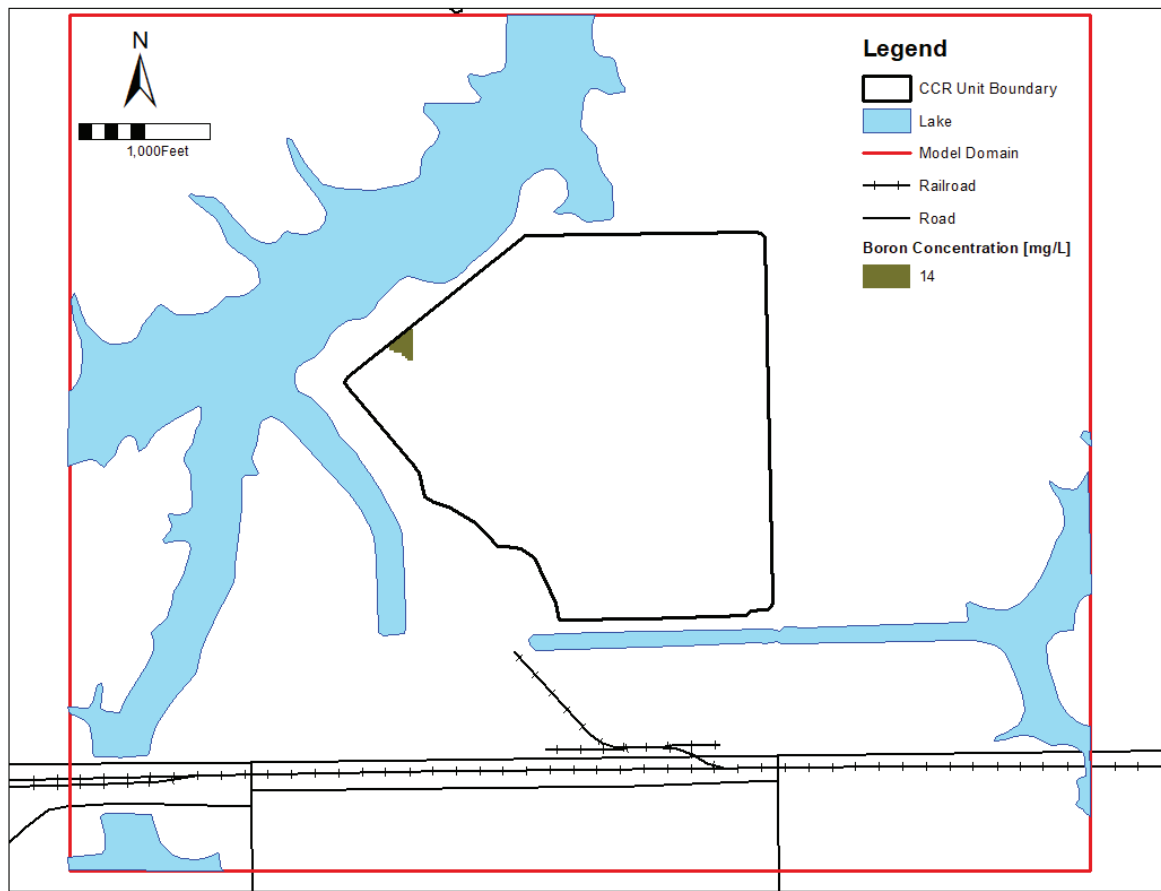 N
1,000Feet
Legend
CCR Unit Boundary
Lake
Model Domain
Railroad
Road
Boron Concentration [mg/L]
14